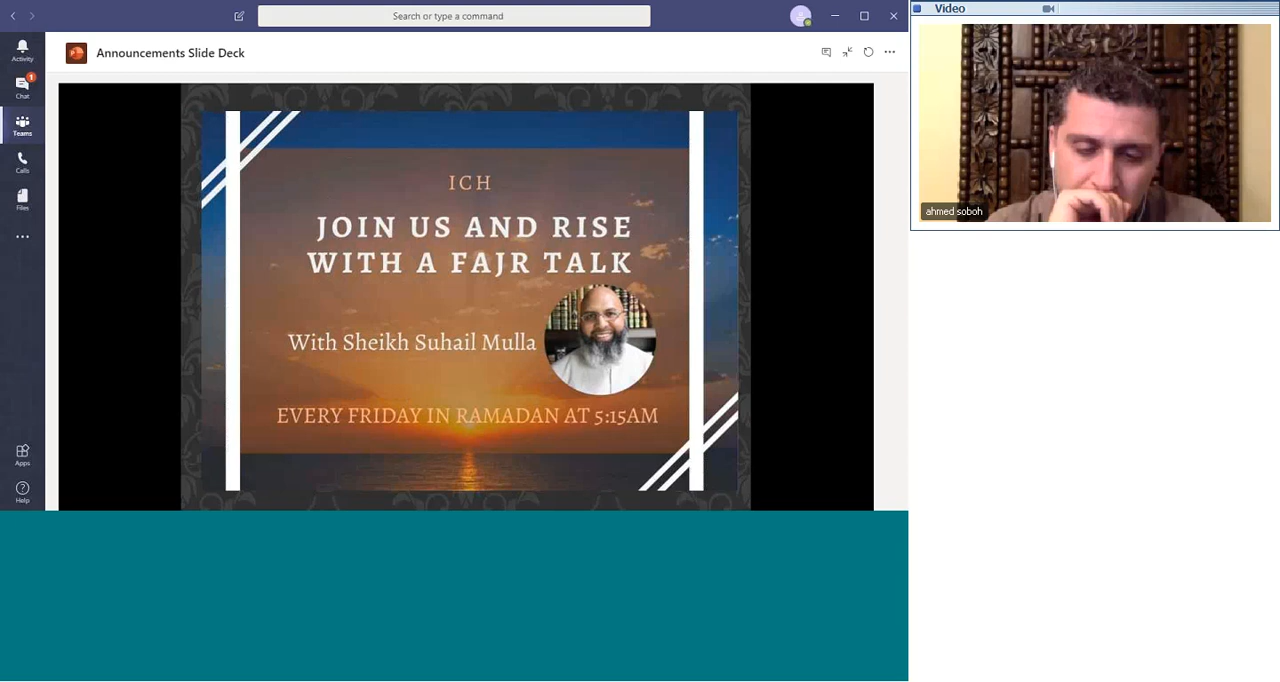 Search or type a command
Video
Activity
Announcements Slide Deck
Chat
1
Teams
Calls
Files
ICH
JOIN US AND RISE
WITH A FAJR TALK
With Sheikh Suhail Mulla
EVERY FRIDAY IN RAMADAN AT 5:15AM
ahmed soboh
Apps
Help